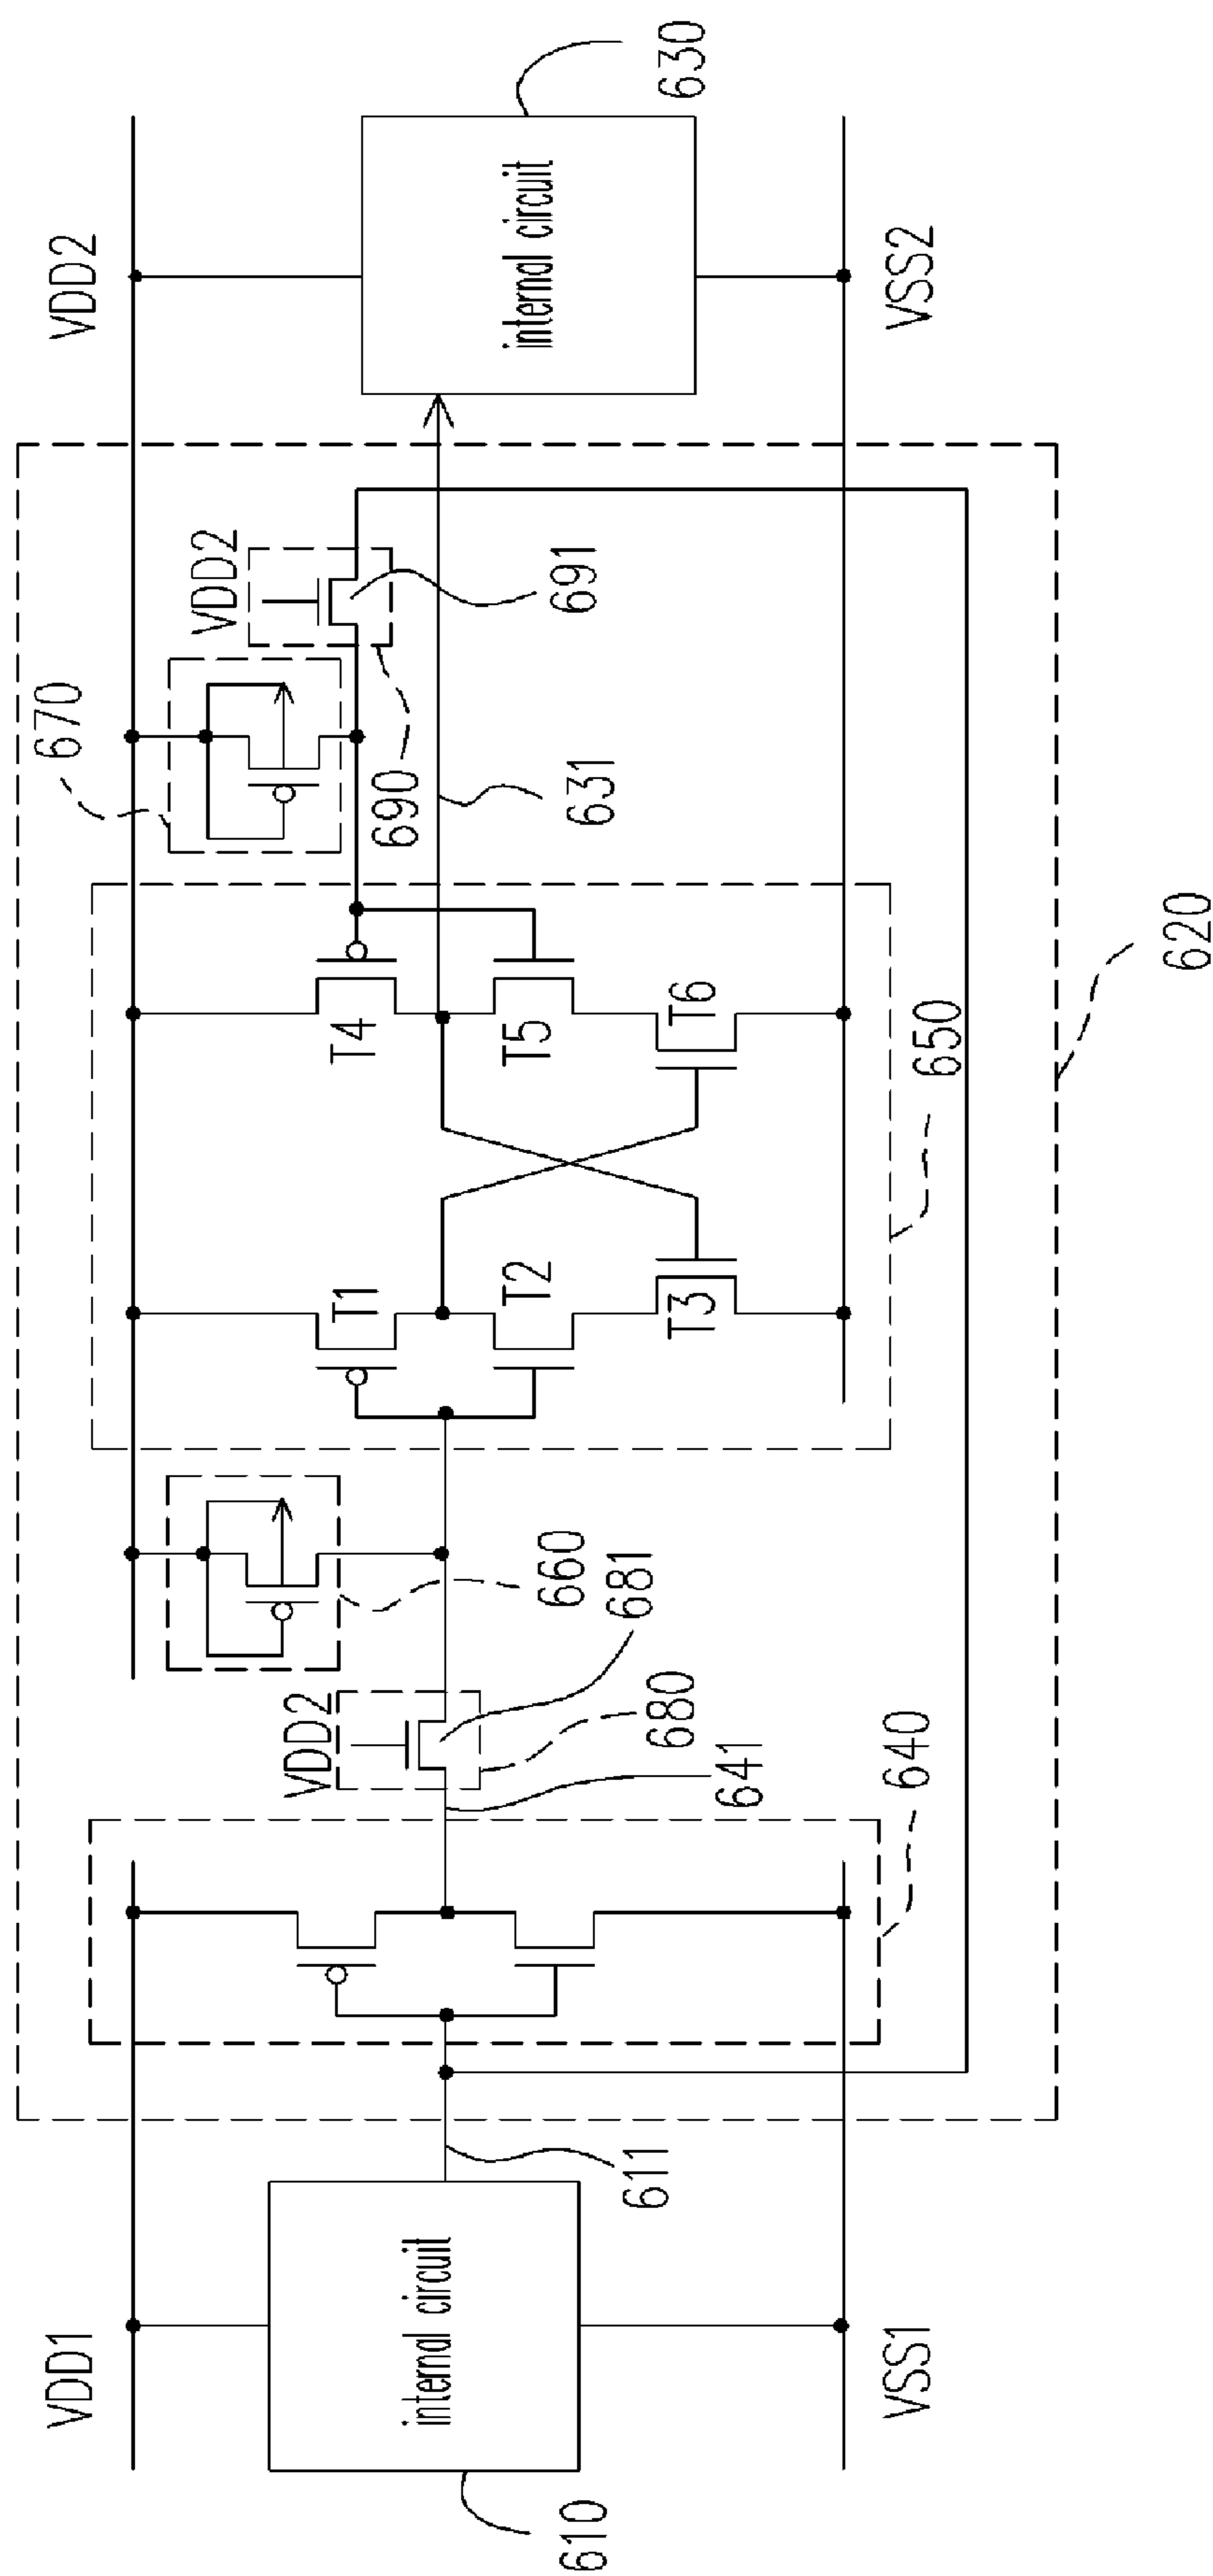 VDD1
VDD2
670
VDD2
VDD2
internal circuit
internal circuit
T1
T4
690
691
631
T2
T5
T3
T6
660
681
680
641
611
610
630
VSS1
640
650
VSS2
620